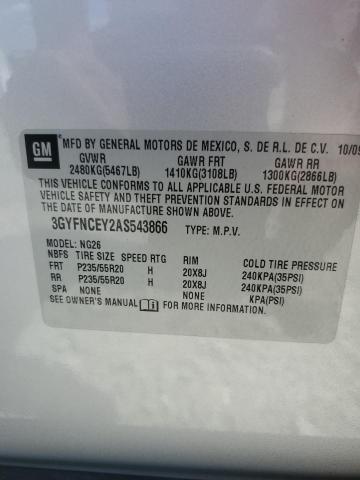 GM
MFD BY GENERAL MOTORS DE MEXICO, S. DE R.L. DE C.V. 10/09
GVWR GAWR FRT GAWR RR
2480KG(5467LB) 1410KG(3108LB) 1300KG(2866LB)
THIS VEHICLE CONFORMS TO ALL APPLICABLE U.S. FEDERAL MOTOR
VEHICLE SAFETY, BUMPER, AND THEFT PREVENTION STANDARDS IN EFFECT ON
THE DATE OF MANUFACTURE SHOWN ABOVE.
3GYFNCEY2AS543866 TYPE: M.P.V.
MODEL: NG26
NBFS TIRE SIZE SPEED RTG RIM COLD TIRE PRESSURE
FRT P235/55R20 H 20X8J 240KPA(35PSI)
RR P235/55R20 H 20X8J 240KPA(35PSI)
SPA NONE NONE KPA(PSI)
SEE OWNER'S MANUAL FOR MORE INFORMATION.